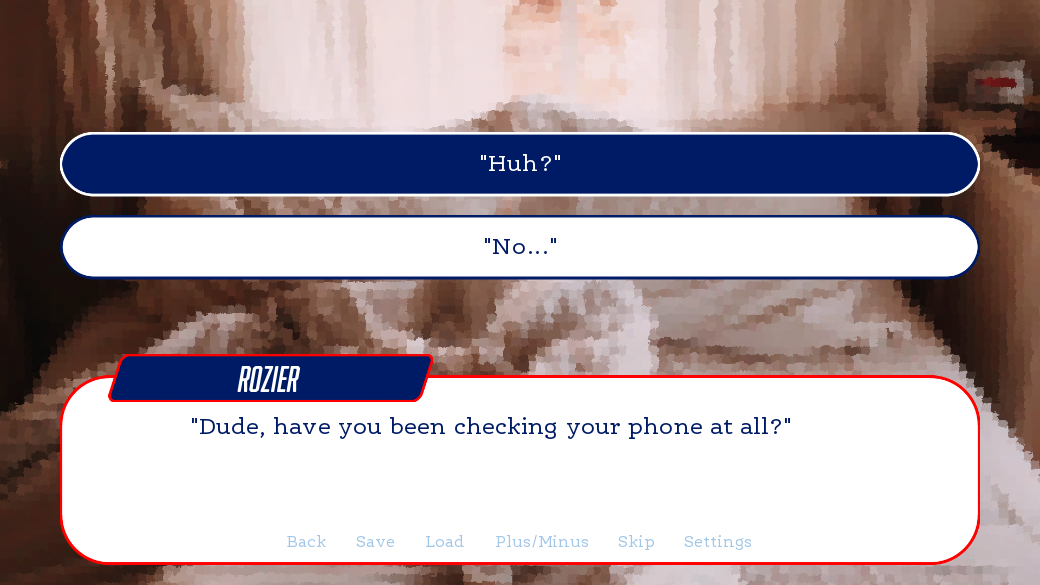 "Huh?"
"No..."
ROZIER
"Dude, have you been checking your phone at all?"
Back Save Load Plus/Minus Skip Settings